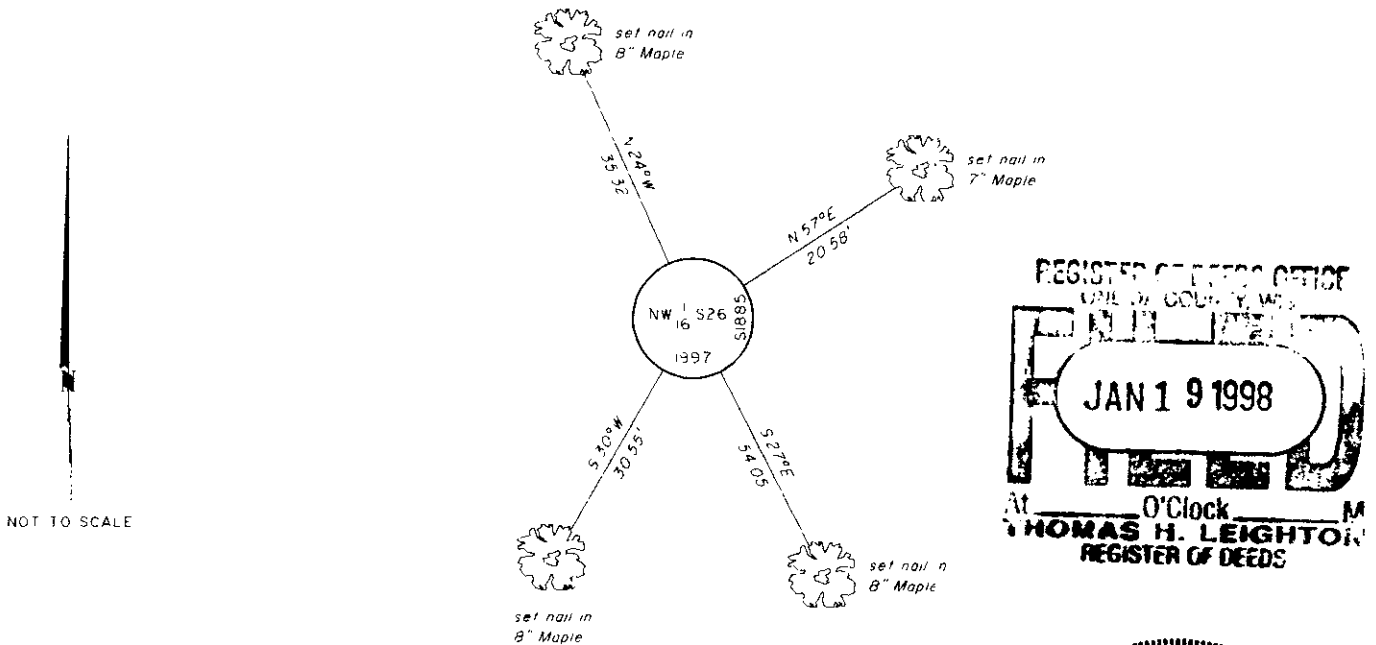 set nail in
8" Maple
N 24°W
35 32
set nail in
7" Maple
N 57°E
20 58'
NW 1/16 S26
S1885
1997
S 30°W
30 55'
S 27°E
54 05
NOT TO SCALE
set nail in
8" Maple
set nail n
8" Maple
REGISTER OF DEEDS OFFICE
COUNTY, WIS
JAN 1 9 1998
At O'Clock M
THOMAS H. LEIGHTON
REGISTER OF DEEDS
N